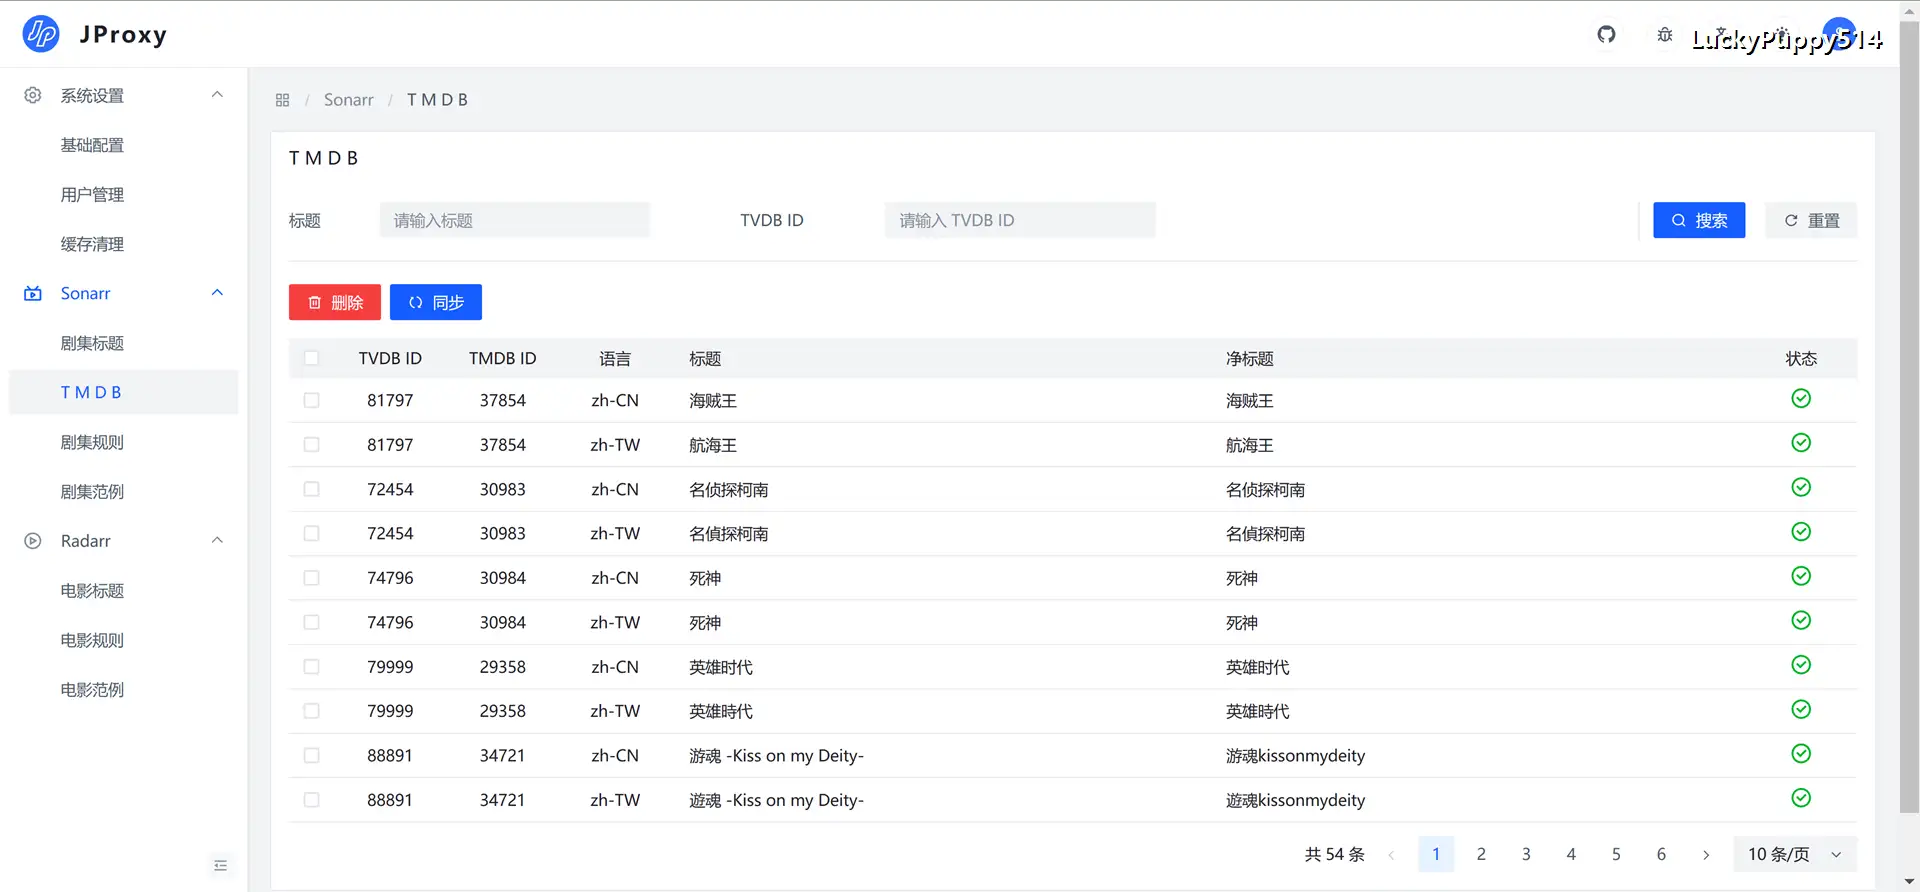 JProxy
LuckyPuppy514
系统设置
基础配置
用户管理
缓存清理
Sonarr
剧集标题
T M D B
剧集规则
剧集范例
Radarr
电影标题
电影规则
电影范例
/ Sonarr / T M D B
T M D B
标题 请输入标题 TVDB ID 请输入 TVDB ID 搜索 重置
删除 同步
TVDB ID TMDB ID 语言 标题 净标题 状态
81797 37854 zh-CN 海贼王 海贼王
81797 37854 zh-TW 航海王 航海王
72454 30983 zh-CN 名侦探柯南 名侦探柯南
72454 30983 zh-TW 名偵探柯南 名偵探柯南
74796 30984 zh-CN 死神 死神
74796 30984 zh-TW 死神 死神
79999 29358 zh-CN 英雄时代 英雄时代
79999 29358 zh-TW 英雄時代 英雄時代
88891 34721 zh-CN 游魂 -Kiss on my Deity- 游魂kissonmydeity
88891 34721 zh-TW 遊魂 -Kiss on my Deity- 遊魂kissonmydeity
共 54 条 1 2 3 4 5 6 10 条/页